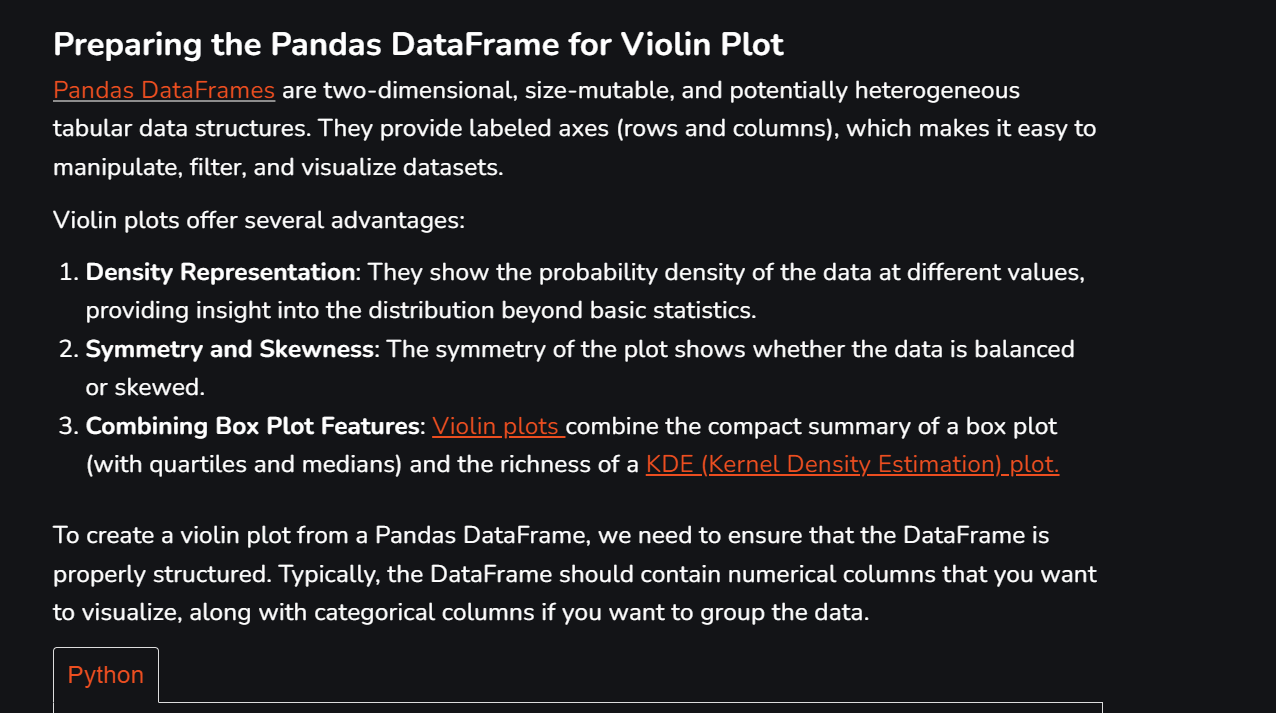 Preparing the Pandas DataFrame for Violin Plot
Pandas DataFrames are two-dimensional, size-mutable, and potentially heterogeneous
tabular data structures. They provide labeled axes (rows and columns), which makes it easy to
manipulate, filter, and visualize datasets.
Violin plots offer several advantages:
1. Density Representation: They show the probability density of the data at different values,
providing insight into the distribution beyond basic statistics.
2. Symmetry and Skewness: The symmetry of the plot shows whether the data is balanced
or skewed.
3. Combining Box Plot Features: Violin plots combine the compact summary of a box plot
(with quartiles and medians) and the richness of a KDE (Kernel Density Estimation) plot.
To create a violin plot from a Pandas DataFrame, we need to ensure that the DataFrame is
properly structured. Typically, the DataFrame should contain numerical columns that you want
to visualize, along with categorical columns if you want to group the data.
Python